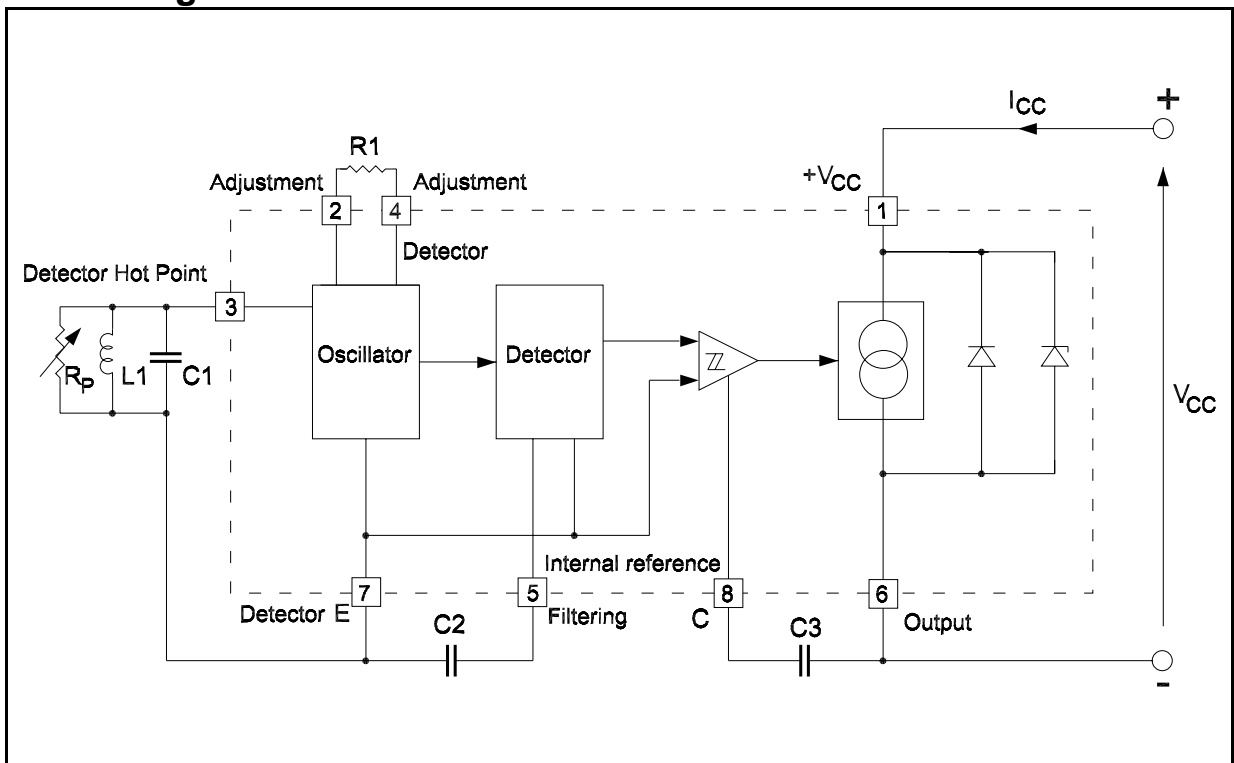 g
I CC
+
R1
Adjustment
Adjustment
+VCC
2
4
1
Detector
Detector Hot Point
3
Oscillator
Detector
RP
L1
C1
VCC
Internal reference
7
5
8
6
Detector E
Filtering
C
Output
C2
C3
-